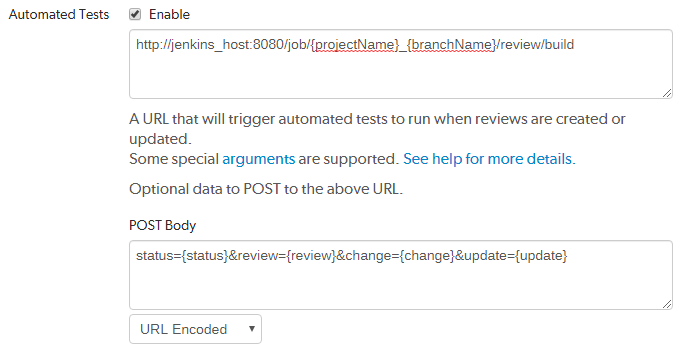 Automated Tests Enable
http://jenkins_host:8080/job/{projectName}_{branchName}/review/build
A URL that will trigger automated tests to run when reviews are created or
updated.
Some special arguments are supported. See help for more details.
Optional data to POST to the above URL.
POST Body
status={status}&review={review}&change={change}&update={update}
URL Encoded